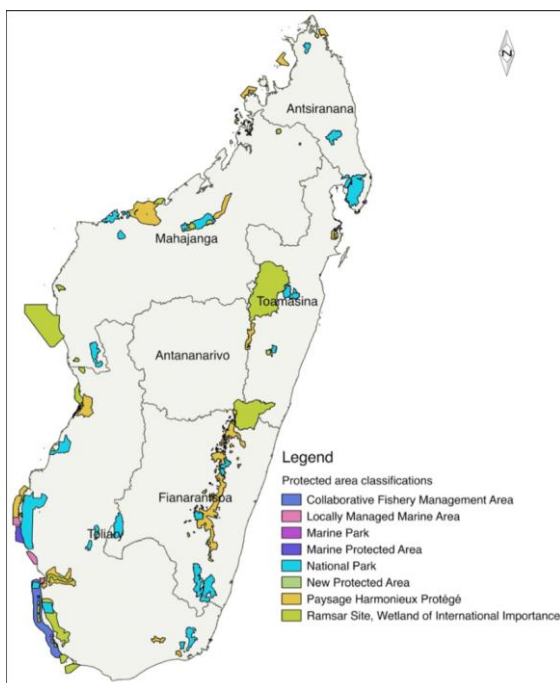 N
Antsiranana
Mahajanga
Toamasina
Antananarivo
Fianarantsoa
Toliary
Legend
Protected area classifications
Collaborative Fishery Management Area
Locally Managed Marine Area
Marine Park
Marine Protected Area
National Park
New Protected Area
Paysage Harmonieux Protégé
Ramsar Site, Wetland of International Importance